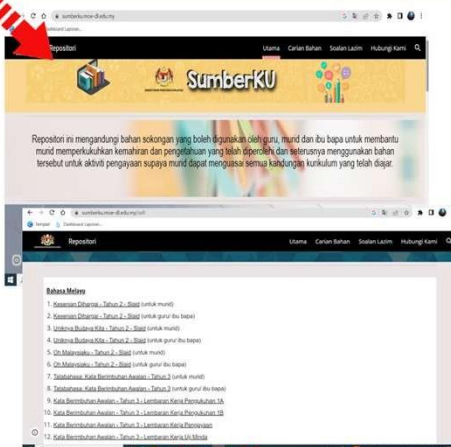 sumberku.moe-dl.edu.my
Repositori Utama Carian Bahan Soalan Lazim Hubungi Kami
SumberKU
Repositori ini mengandungi bahan sokongan yang boleh digunakan oleh guru, murid dan ibu bapa untuk membantu
murid memperkukuhkan kemahiran dan pengetahuan yang telah diperolehi dan seterusnya menggunakan bahan
tersebut untuk aktiviti pengayaan supaya murid dapat menguasai semua kandungan kurikulum yang telah diajar.
Repositori Utama Carian Bahan Soalan Lazim Hubungi Kami
Bahasa Melayu
1. Kesenian Dihargai - Tahun 2 - Slaid (untuk murid)
2. Kesenian Dihargai - Tahun 2 - Slaid (untuk guru/ ibu bapa)
3. Uniknya Budaya Kita - Tahun 2 - Slaid (untuk murid)
4. Uniknya Budaya Kita - Tahun 2 - Slaid (untuk guru/ ibu bapa)
5. Oh Malaysiaku - Tahun 2 - Slaid (untuk murid)
6. Oh Malaysiaku - Tahun 2 - Slaid (untuk guru/ ibu bapa)
7. Tatabahasa: Kata Berimbuhan Awalan - Tahun 3 (untuk murid)
8. Tatabahasa: Kata Berimbuhan Awalan - Tahun 3 (untuk guru/ ibu bapa)
9. Kata Berimbuhan Awalan - Tahun 3 - Lembaran Kerja Pengukuhan 1A
10. Kata Berimbuhan Awalan - Tahun 3 - Lembaran Kerja Pengukuhan 1B
11. Kata Berimbuhan Awalan - Tahun 3 - Lembaran Kerja Pengayaan
12. Kata Berimbuhan Awalan - Tahun 3 - Lembaran Kerja Uji Minda